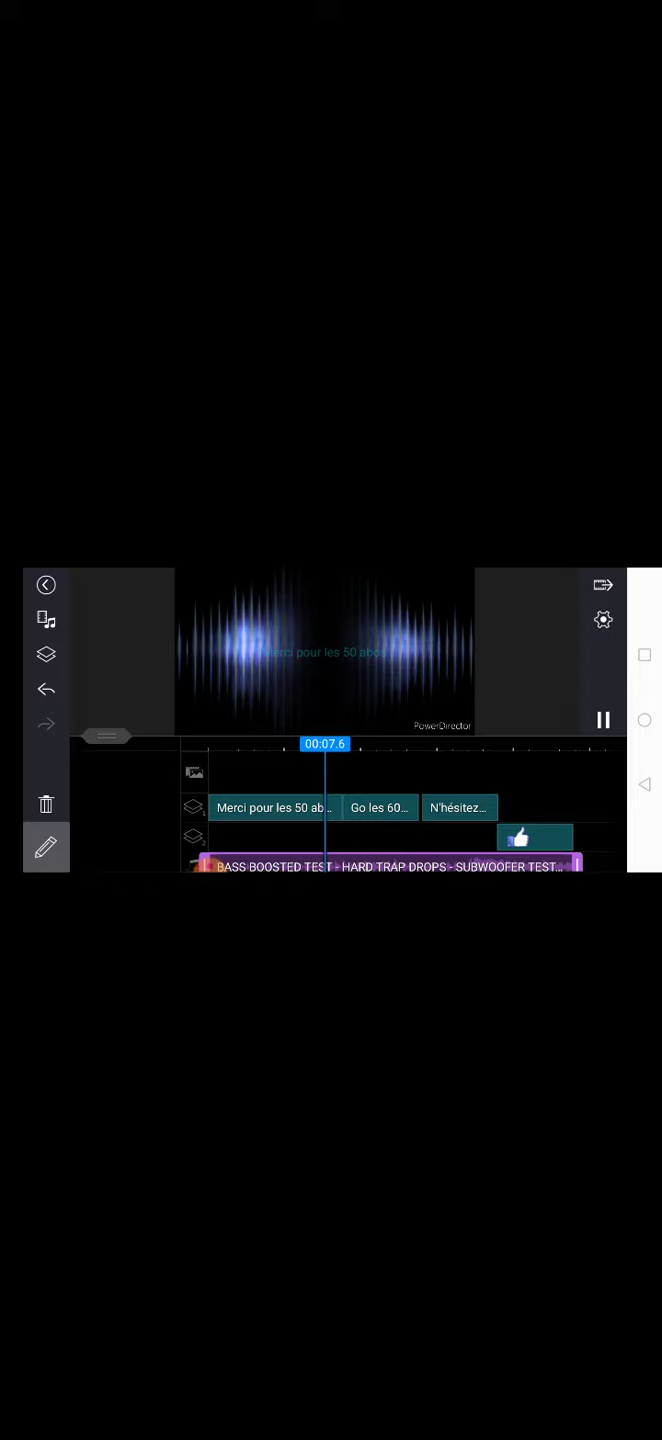 Merci pour les 50 abos
PowerDirector
00:07.6
Merci pour les 50 ab...
Go les 60...
N'hésitez...
BASS BOOSTED TEST - HARD TRAP DROPS - SUBWOOFER TEST...